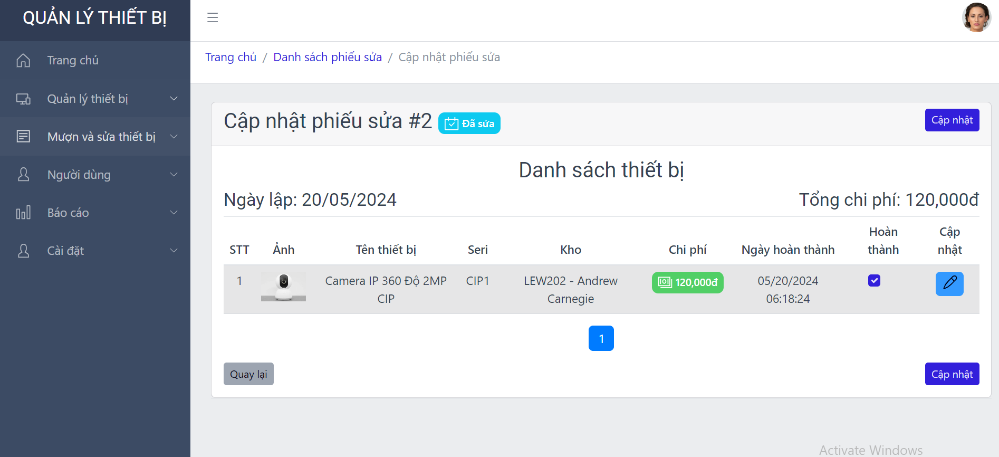 QUẢN LÝ THIẾT BỊ
Trang chủ
Quản lý thiết bị
Mượn và sửa thiết bị
Người dùng
Báo cáo
Cài đặt
Trang chủ / Danh sách phiếu sửa / Cập nhật phiếu sửa
Cập nhật phiếu sửa #2 Đã sửa Cập nhật
Danh sách thiết bị
Ngày lập: 20/05/2024 Tổng chi phí: 120,000đ
STT Ảnh Tên thiết bị Seri Kho Chi phí Ngày hoàn thành Hoàn thành Cập nhật
1 Camera IP 360 Độ 2MP CIP CIP1 LEW202 - Andrew Carnegie 120,000đ 05/20/2024 06:18:24
1
Quay lại Cập nhật
Activate Windows